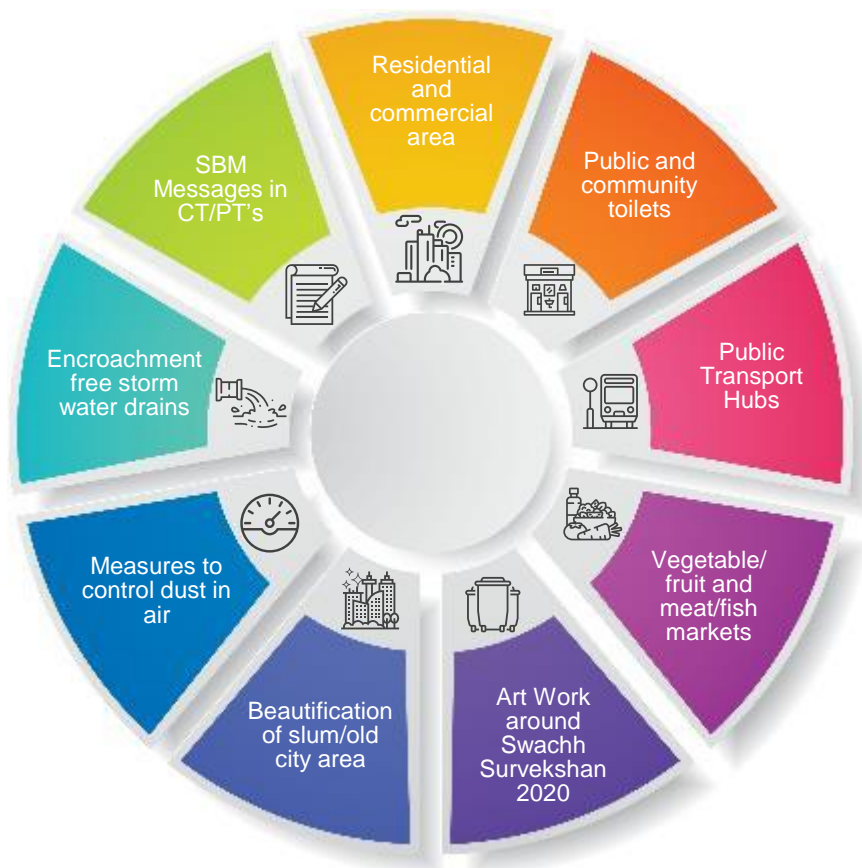 Residential
and
commercial
area
Public and
community
toilets
Public
Transport
Hubs
Vegetable/
fruit and
meat/fish
markets
Art Work
around
Swachh
Survekshan
2020
Beautification
of slum/old
city area
Measures to
control dust in
air
Encroachment
free storm
water drains
SBM
Messages in
CT/PT’s